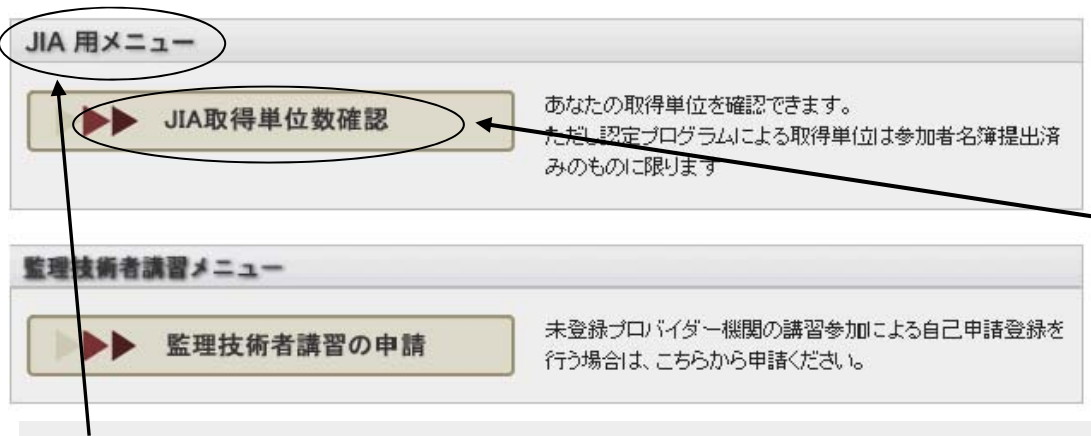 JIA 用メニュー
JIA取得単位数確認
あなたの取得単位を確認できます。
ただし認定プログラムによる取得単位は参加者名簿提出済
みのものに限ります
監理技術者講習メニュー
監理技術者講習の申請
未登録プロバイダー機関の講習参加による自己申請登録を
行う場合は、こちらから申請ください。